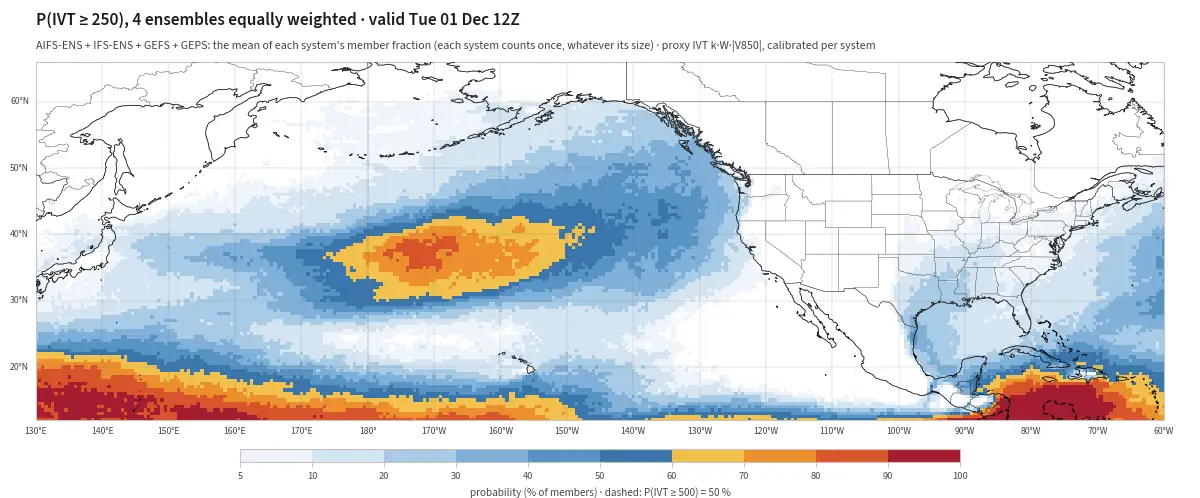 P(IVT ≥ 250), 4 ensembles equally weighted · valid Tue 01 Dec 12Z
AIFS-ENS + IFS-ENS + GEFS + GEPS: the mean of each system's member fraction (each system counts once, whatever its size) · proxy IVT k·W·|V850|, calibrated per system
60°N
50°N
40°N
30°N
20°N
130°E 140°E 150°E 160°E 170°E 180° 170°W 160°W 150°W 140°W 130°W 120°W 110°W 100°W 90°W 80°W 70°W 60°W
5 10 20 30 40 50 60 70 80 90 100
probability (% of members) · dashed: P(IVT ≥ 500) = 50 %